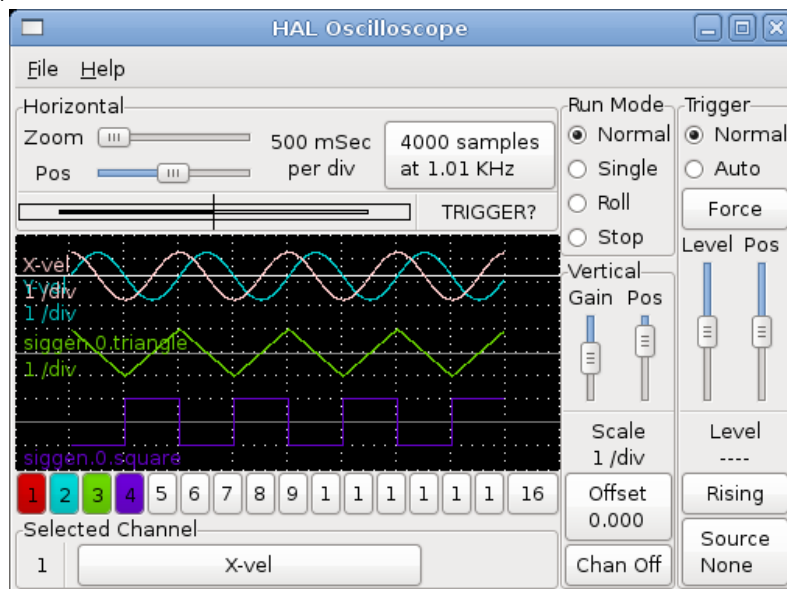 HAL Oscilloscope
File Help
Horizontal
Zoom
Pos
500 mSec
per div
4000 samples
at 1.01 KHz
TRIGGER?
Run Mode
Normal
Single
Roll
Stop
Trigger
Normal
Auto
Force
Level Pos
Vertical
Gain Pos
X-vel
1 /div
Y-vel
1 /div
siggen.0.triangle
1 /div
siggen.0.square
Scale
1 /div
Level
----
1 2 3 4 5 6 7 8 9 1 1 1 1 1 1 16
Offset
0.000
Rising
Selected Channel
1 X-vel
Chan Off
Source
None